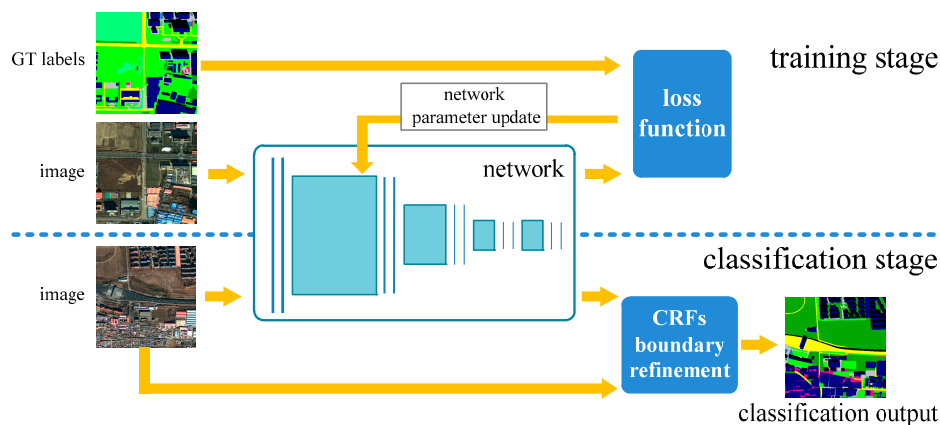 GT labels
training stage
loss
function
network
parameter update
image
network
classification stage
image
CRFs
boundary
refinement
classification output